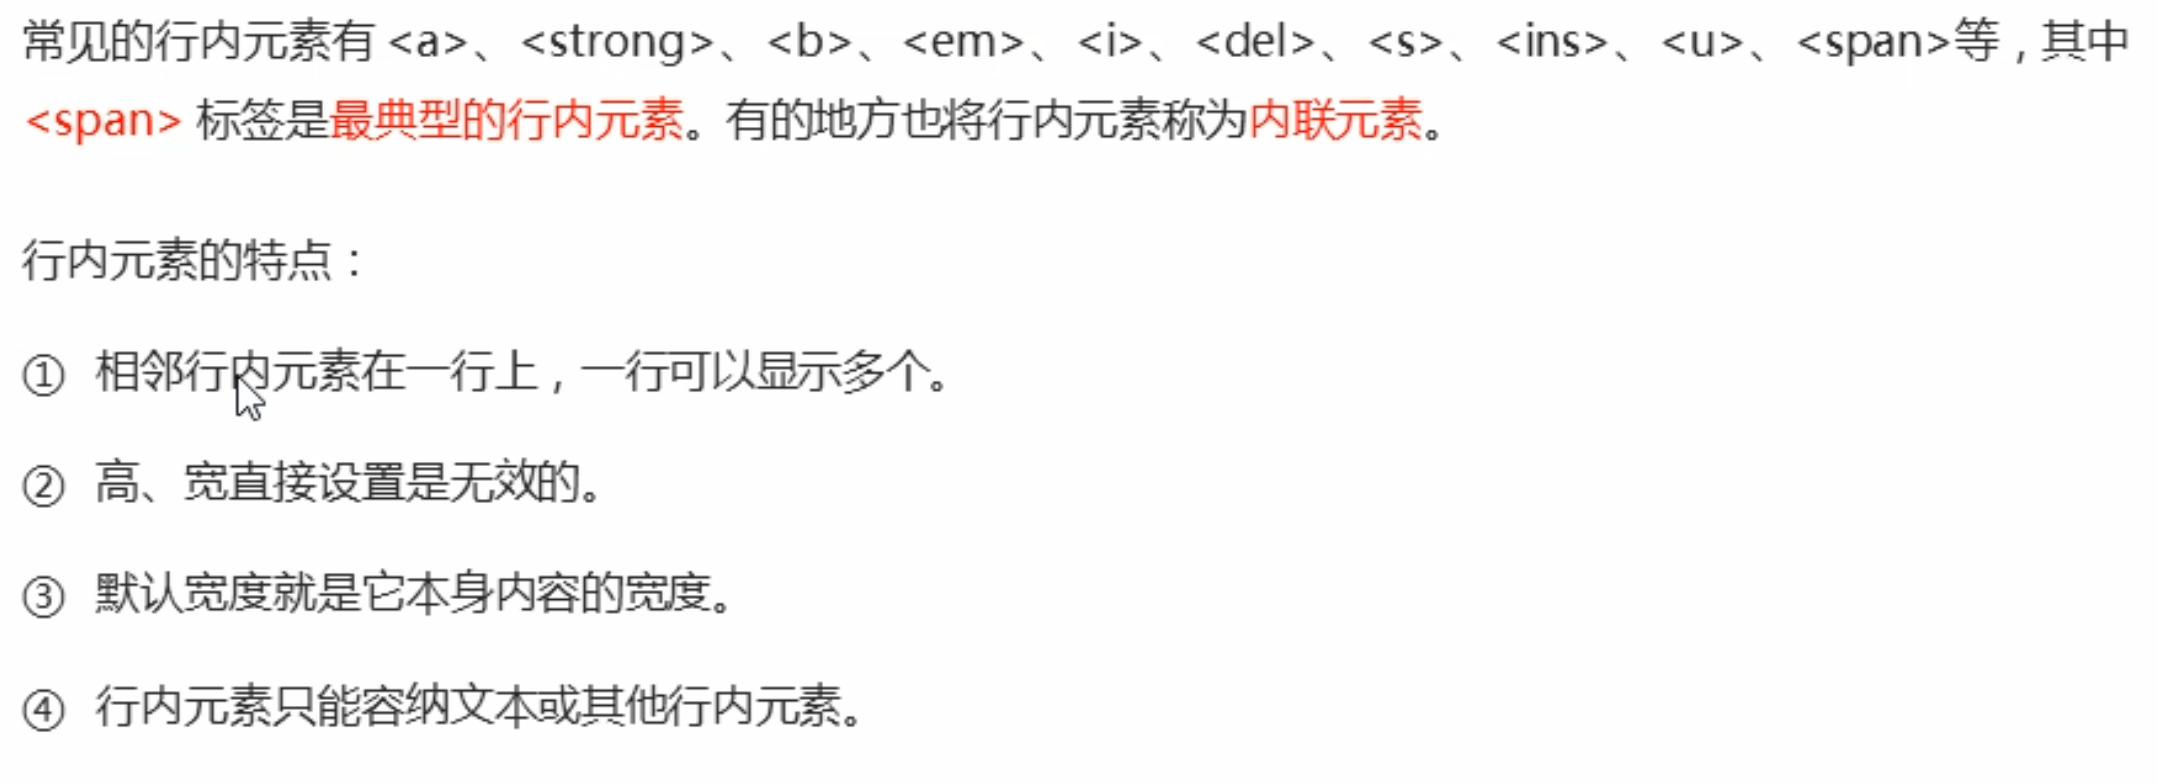 常见的行内元素有 <a>、<strong>、<b>、<em>、<i>、<del>、<s>、<ins>、<u>、<span>等，其中
<span> 标签是最典型的行内元素。有的地方也将行内元素称为内联元素。
行内元素的特点：
① 相邻行内元素在一行上，一行可以显示多个。
② 高、宽直接设置是无效的。
③ 默认宽度就是它本身内容的宽度。
④ 行内元素只能容纳文本或其他行内元素。